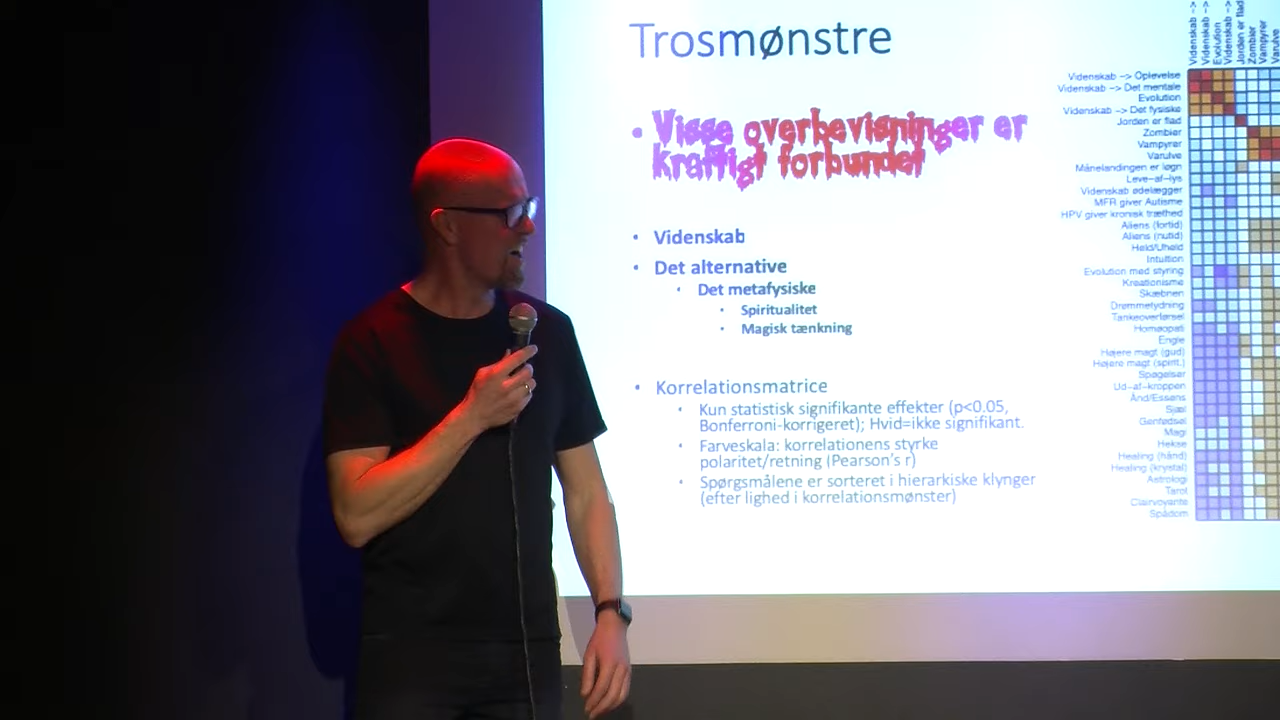 Trosmønstre
• Visse overbevisninger er
kraftigt forbundet
• Videnskab
• Det alternative
• Det metafysiske
• Spiritualitet
• Magisk tænkning
• Korrelationsmatrice
• Kun statistisk signifikante effekter (p<0.05,
Bonferroni-korrigeret); Hvid=ikke signifikant.
• Farveskala: korrelationens styrke
polaritet/retning (Pearson's r)
• Spørgsmålene er sorteret i hierarkiske klynger
(efter lighed i korrelationsmønster)
Videnskab ->
Videnskab ->
Evolution
Videnskab ->
Jorden er flad
Zombier
Vampyrer
Varulve
Videnskab -> Oplevelse
Videnskab -> Det mentale
Evolution
Videnskab -> Det fysiske
Jorden er flad
Zombier
Vampyrer
Varulve
Månelandingen er løgn
Leve-af-lys
Videnskab ødelægger
MFR giver Autisme
HPV giver kronisk træthed
Aliens (fortid)
Aliens (nutid)
Held/Uheld
Intuition
Evolution med styring
Kreationisme
Skæbnen
Drømmetydning
Tankeoverførsel
Homøopati
Engle
Højere magt (gud)
Højere magt (spirit.)
Spøgelser
Ud-af-kroppen
Ånd/Essens
Sjæl
Genfødsel
Magi
Hekse
Healing (hånd)
Healing (krystal)
Astrologi
Tarot
Clairvoyante
Spådom